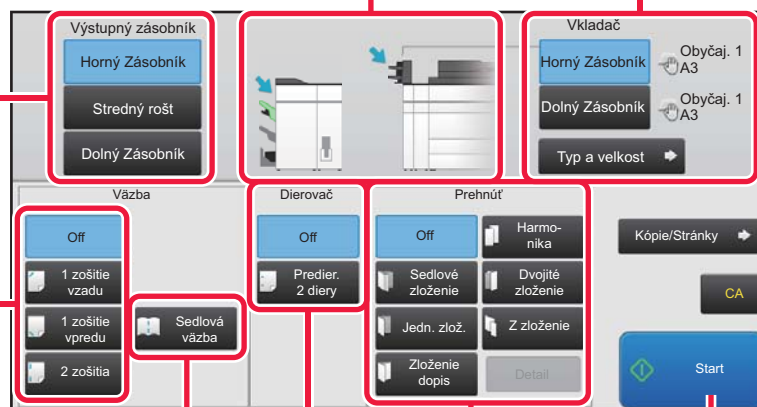 Výstupný zásobník
Horný Zásobník
Stredný rošt
Dolný Zásobník
Vkladač
Horný Zásobník
Obyčaj. 1
A3
Dolný Zásobník
Obyčaj. 1
A3
Typ a velkost
Väzba
Off
1 zošitie
vzadu
1 zošitie
vpredu
2 zošitia
Sedlová
väzba
Dierovač
Off
Predier.
2 diery
Prehnúť
Off
Harmo-
nika
Sedlové
zloženie
Dvojité
zloženie
Jedn. zlož.
Z zloženie
Zloženie
dopis
Detail
Kópie/Stránky
CA
Start